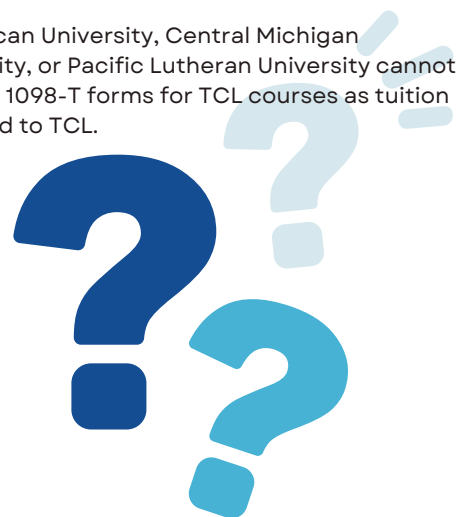 can University, Central Michigan
ity, or Pacific Lutheran University cannot
1098-T forms for TCL courses as tuition
d to TCL.